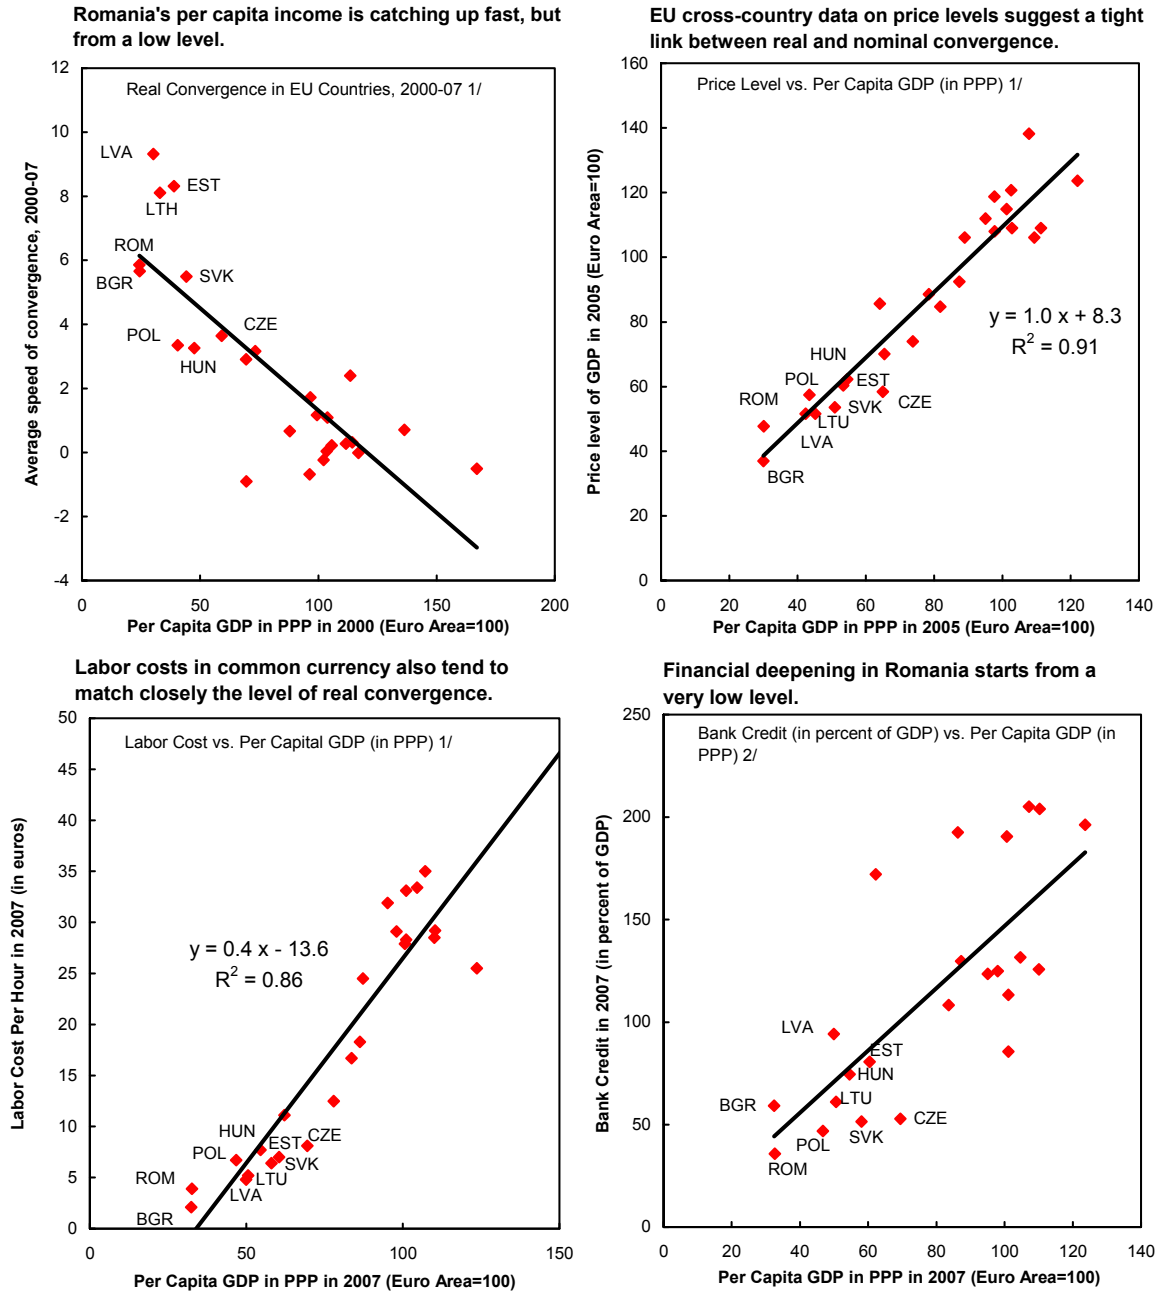 Romania's per capita income is catching up fast, but
from a low level.
12
10
8
6
4
2
0
-2
-4
0
50
100
150
200
Real Convergence in EU Countries, 2000-07 1/
LVA
EST
LTH
ROM
BGR
SVK
POL
HUN
CZE
Average speed of convergence, 2000-07
Per Capita GDP in PPP in 2000 (Euro Area=100)
EU cross-country data on price levels suggest a tight
link between real and nominal convergence.
160
140
120
100
80
60
40
20
0
0
20
40
60
80
100
120
140
Price Level vs. Per Capita GDP (in PPP) 1/
y = 1.0 x + 8.3
R² = 0.91
HUN
POL
EST
ROM
SVK
CZE
LTU
LVA
BGR
Price level of GDP in 2005 (Euro Area=100)
Per Capita GDP in PPP in 2005 (Euro Area=100)
Labor costs in common currency also tend to
match closely the level of real convergence.
50
45
40
35
30
25
20
15
10
5
0
0
50
100
150
Labor Cost vs. Per Capital GDP (in PPP) 1/
y = 0.4 x - 13.6
R² = 0.86
HUN
EST
CZE
POL
SVK
ROM
LTU
LVA
BGR
Labor Cost Per Hour in 2007 (in euros)
Per Capita GDP in PPP in 2007 (Euro Area=100)
Financial deepening in Romania starts from a
very low level.
250
200
150
100
50
0
0
20
40
60
80
100
120
140
Bank Credit (in percent of GDP) vs. Per Capita GDP (in
PPP) 2/
LVA
EST
HUN
BGR
LTU
CZE
POL
SVK
ROM
Bank Credit in 2007 (in percent of GDP)
Per Capita GDP in PPP in 2007 (Euro Area=100)